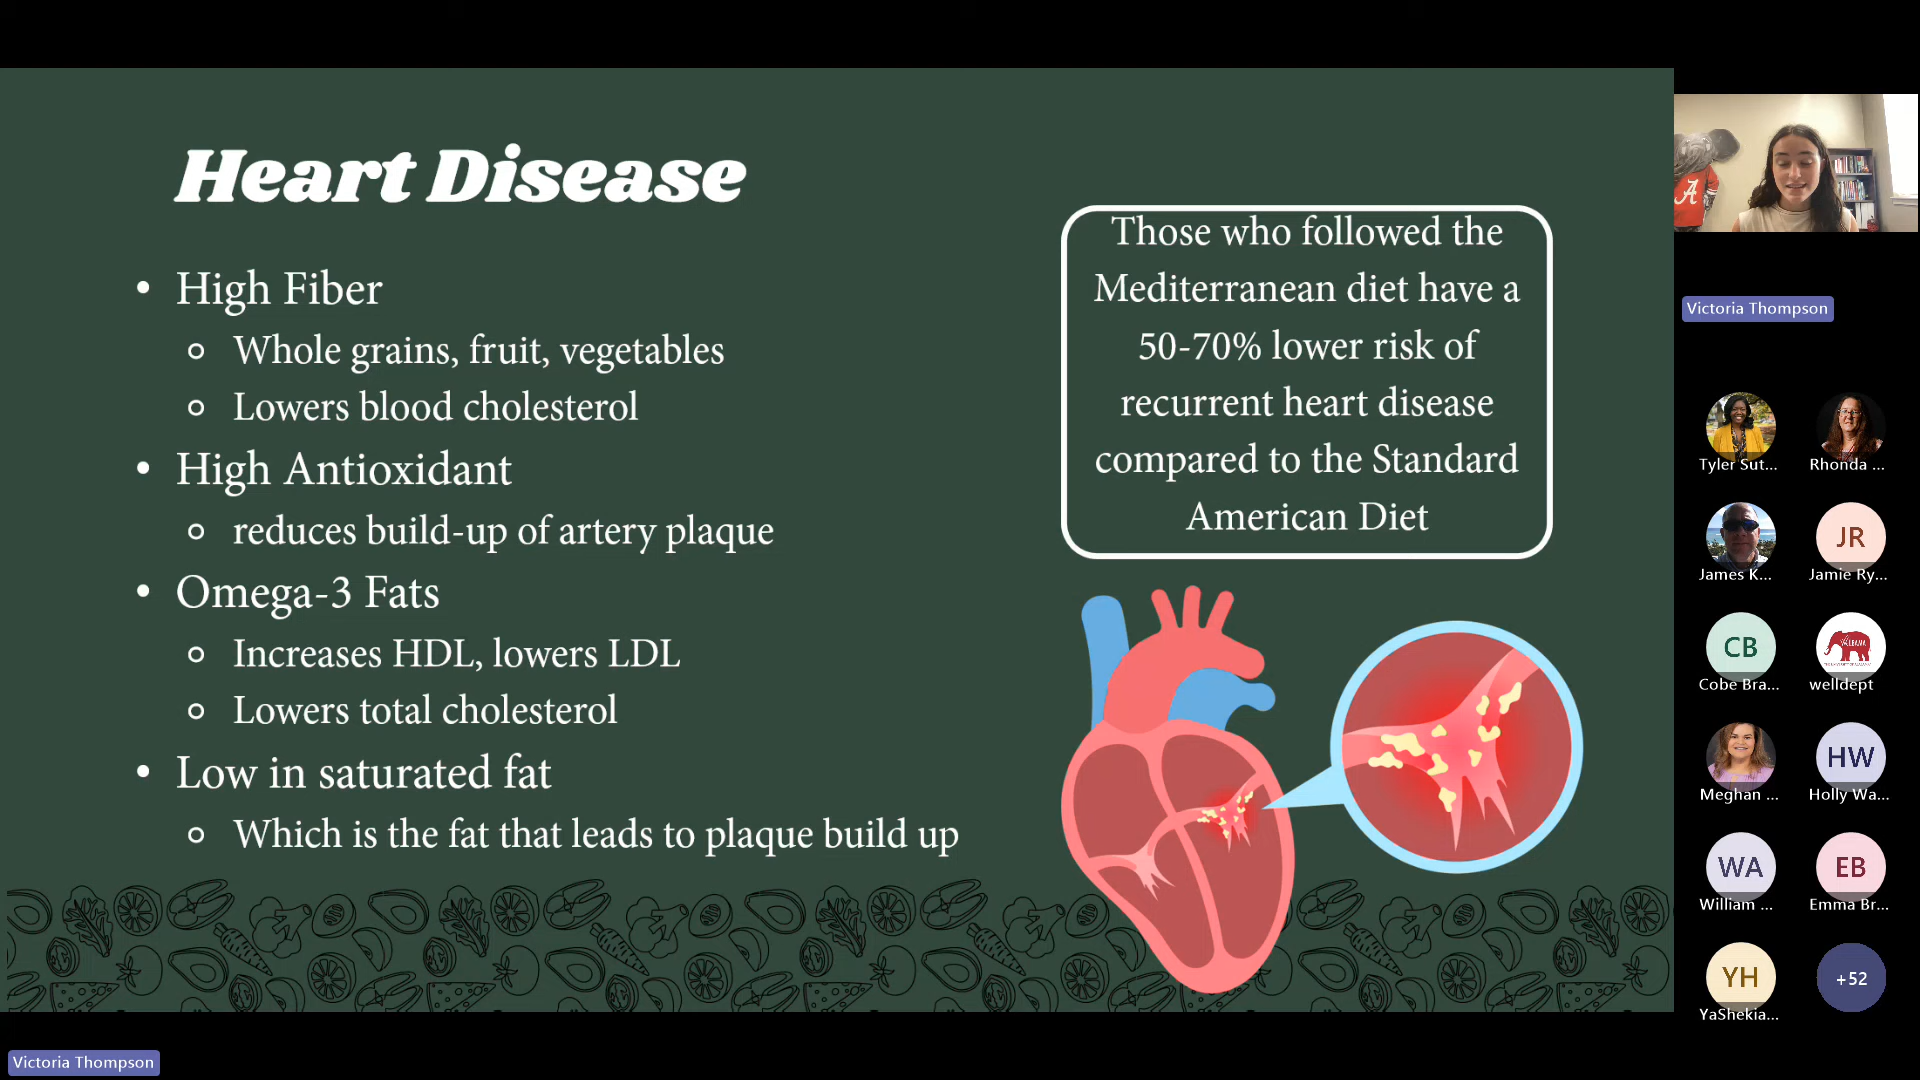 Heart Disease
• High Fiber
Whole grains, fruit, vegetables
Lowers blood cholesterol
• High Antioxidant
reduces build-up of artery plaque
• Omega-3 Fats
Increases HDL, lowers LDL
Lowers total cholesterol
• Low in saturated fat
Which is the fat that leads to plaque build up
Those who followed the
Mediterranean diet have a
50-70% lower risk of
recurrent heart disease
compared to the Standard
American Diet
A
Victoria Thompson
Tyler Sut...
Rhonda ...
James K...
JR
Jamie Ry...
CB
Cobe Bra...
welldept
Meghan ...
HW
Holly Wa...
WA
William ...
EB
Emma Br...
YH
YaShekia...
+52
Victoria Thompson